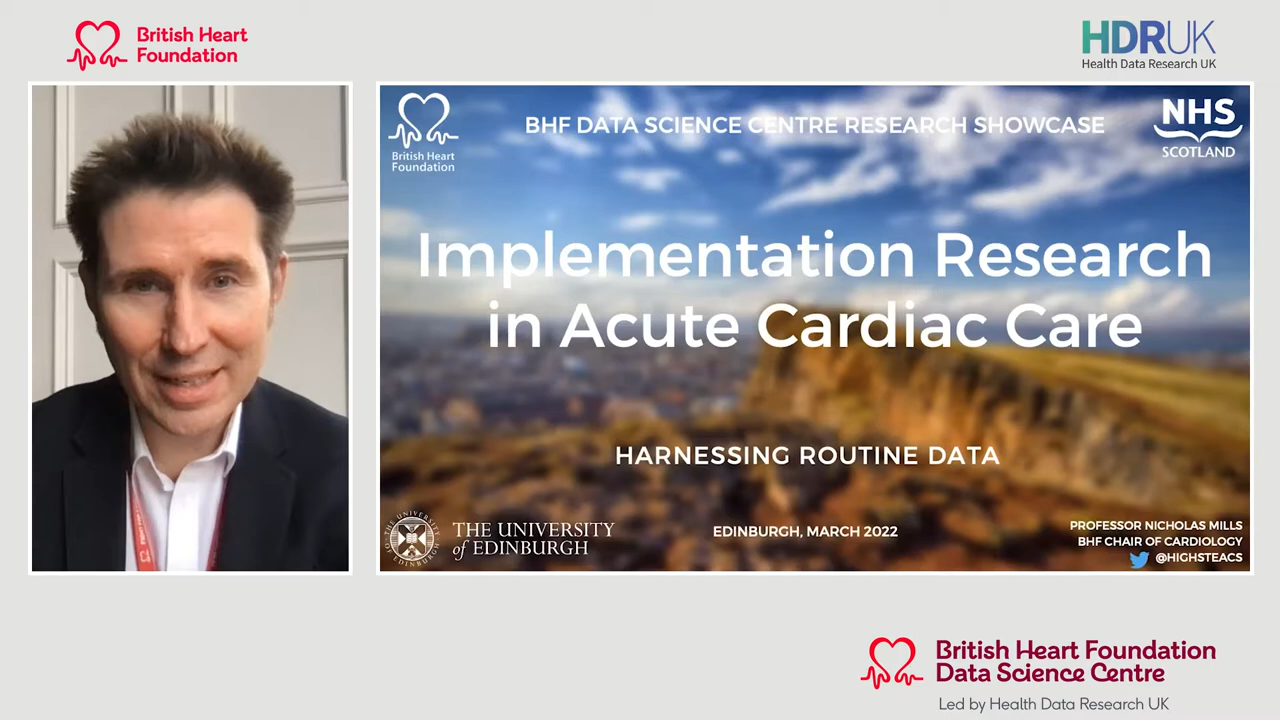 British Heart
Foundation
HDRUK
Health Data Research UK
British Heart
Foundation
BHF DATA SCIENCE CENTRE RESEARCH SHOWCASE
NHS
SCOTLAND
Implementation Research
in Acute Cardiac Care
HARNESSING ROUTINE DATA
THE UNIVERSITY
of EDINBURGH
EDINBURGH, MARCH 2022
PROFESSOR NICHOLAS MILLS
BHF CHAIR OF CARDIOLOGY
@HIGHSTEACS
British Heart Foundation
Data Science Centre
Led by Health Data Research UK